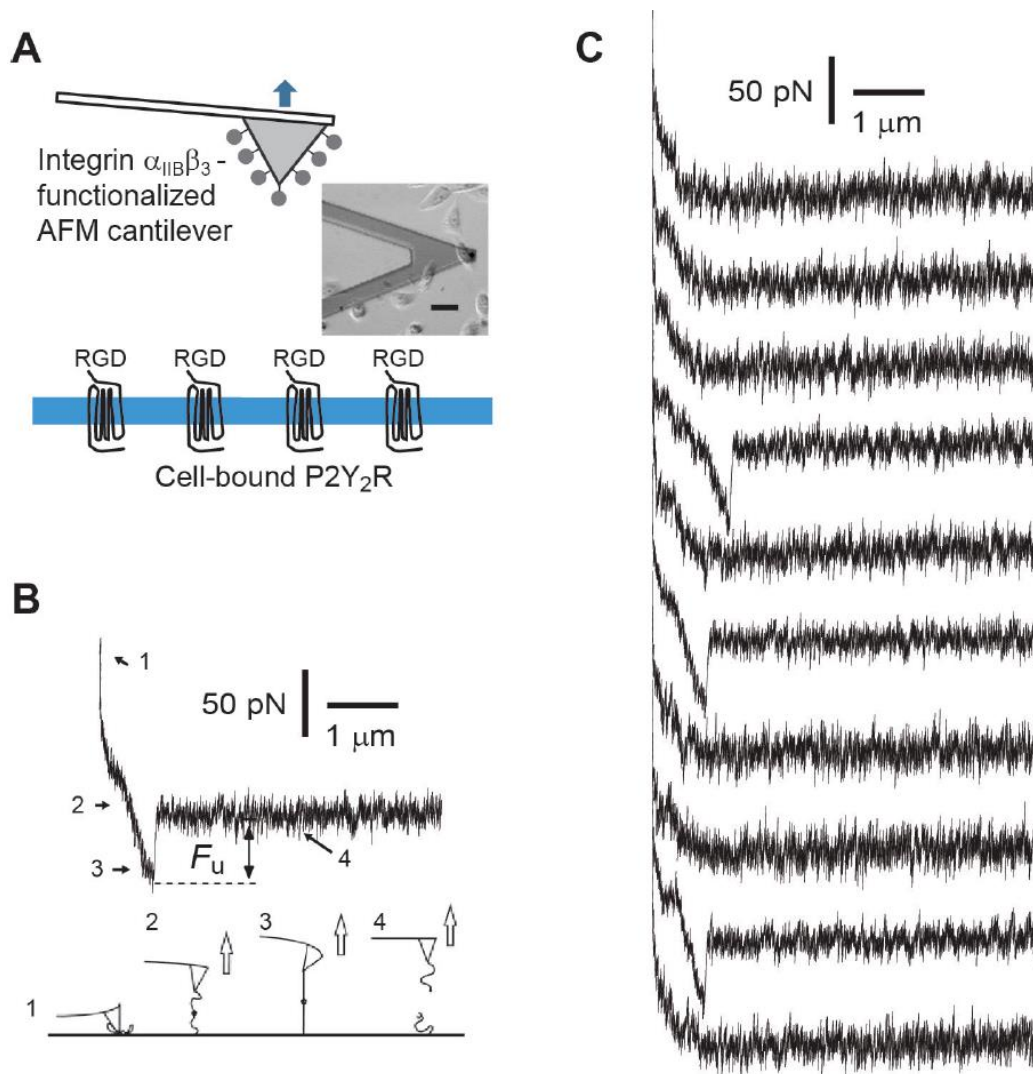 A
Integrin αIIBβ3 -
functionalized
AFM cantilever
RGD RGD RGD RGD
Cell-bound P2Y2R
B
1
50 pN
1 μm
2
3
Fu
4
1 2 3 4
C
50 pN
1 μm